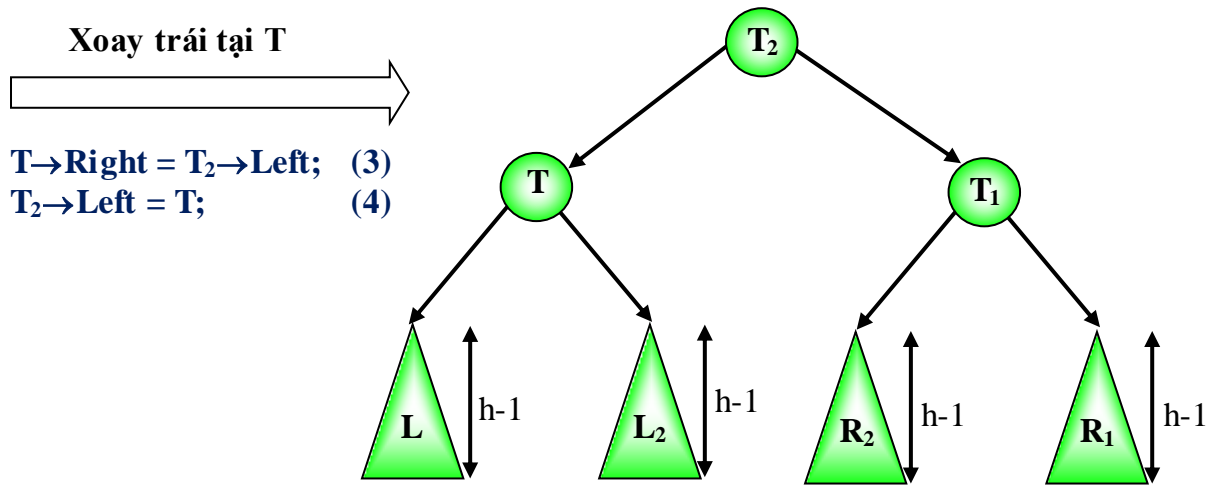 Xoay trái tại T
T→Right = T₂→Left; (3)
T₂→Left = T; (4)
T₂
T
T₁
L
h-1
L₂
h-1
R₂
h-1
R₁
h-1